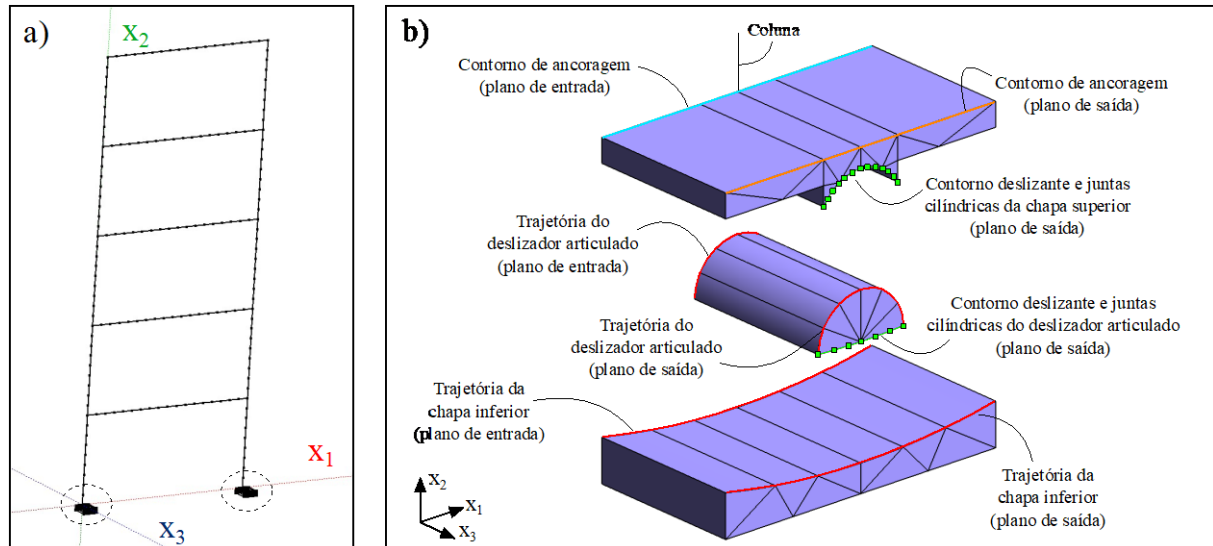 a)
X2
X1
X3
b)
Coluna
Contorno de ancoragem
(plano de entrada)
Contorno de ancoragem
(plano de saída)
Contorno deslizante e juntas
cilíndricas da chapa superior
(plano de saída)
Trajetória do
deslizador articulado
(plano de entrada)
Contorno deslizante e juntas
cilíndricas do deslizador articulado
(plano de saída)
Trajetória do
deslizador articulado
(plano de saída)
Trajetória da
chapa inferior
(plano de entrada)
Trajetória da
chapa inferior
(plano de saída)
x2
x1
x3